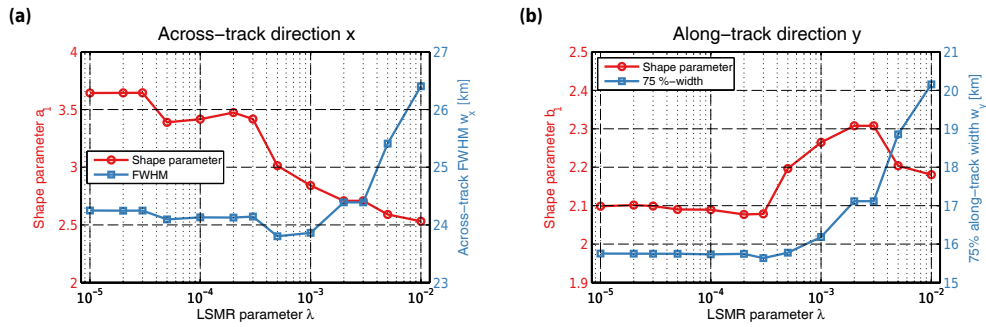 (a)
Across−track direction x
4
3.5
3
2.5
2
Shape parameter a₁
Shape parameter
FWHM
27
26
25
24
23
Across−track FWHM wₓ [km]
10⁻⁵
10⁻⁴
10⁻³
10⁻²
LSMR parameter λ
(b)
Along−track direction y
2.5
2.4
2.3
2.2
2.1
2
1.9
Shape parameter b₁
Shape parameter
75 %−width
21
20
19
18
17
16
15
75% along−track width w_y [km]
10⁻⁵
10⁻⁴
10⁻³
10⁻²
LSMR parameter λ